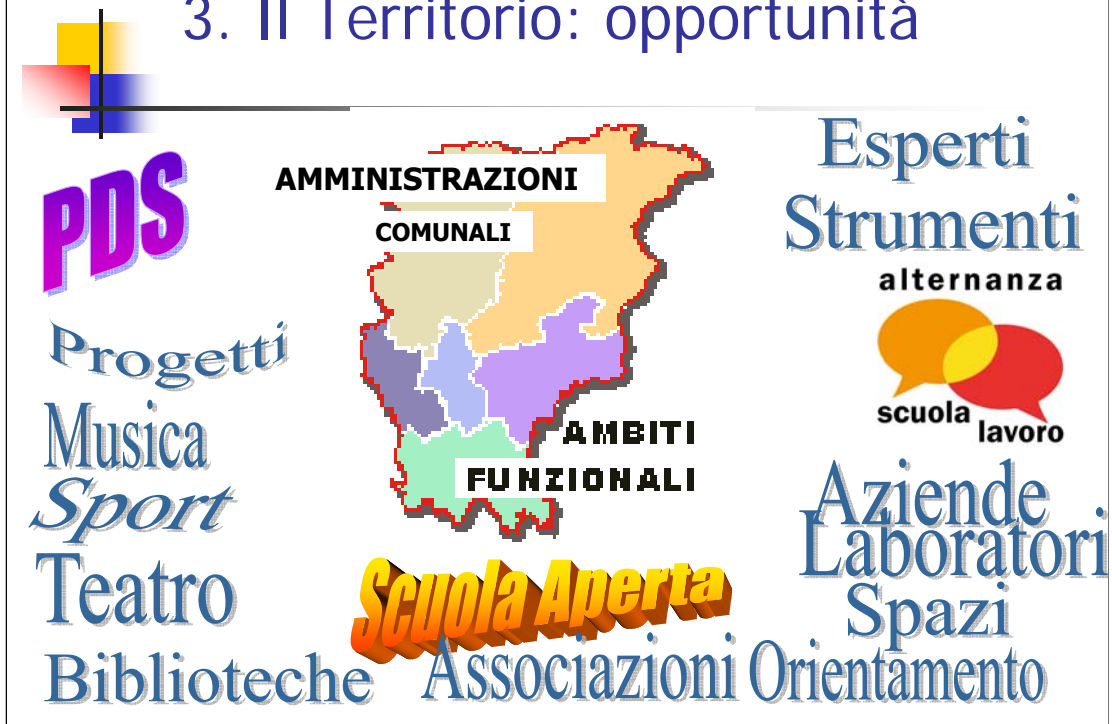 3. Il Territorio: opportunità
AMMINISTRAZIONI
COMUNALI
PDS
Progetti
Musica
Sport
Teatro
Biblioteche
AMBITI
FUNZIONALI
Scuola Aperta
Associazioni
Esperti
Strumenti
alternanza
scuola
lavoro
Aziende
Laboratori
Spazi
Orientamento